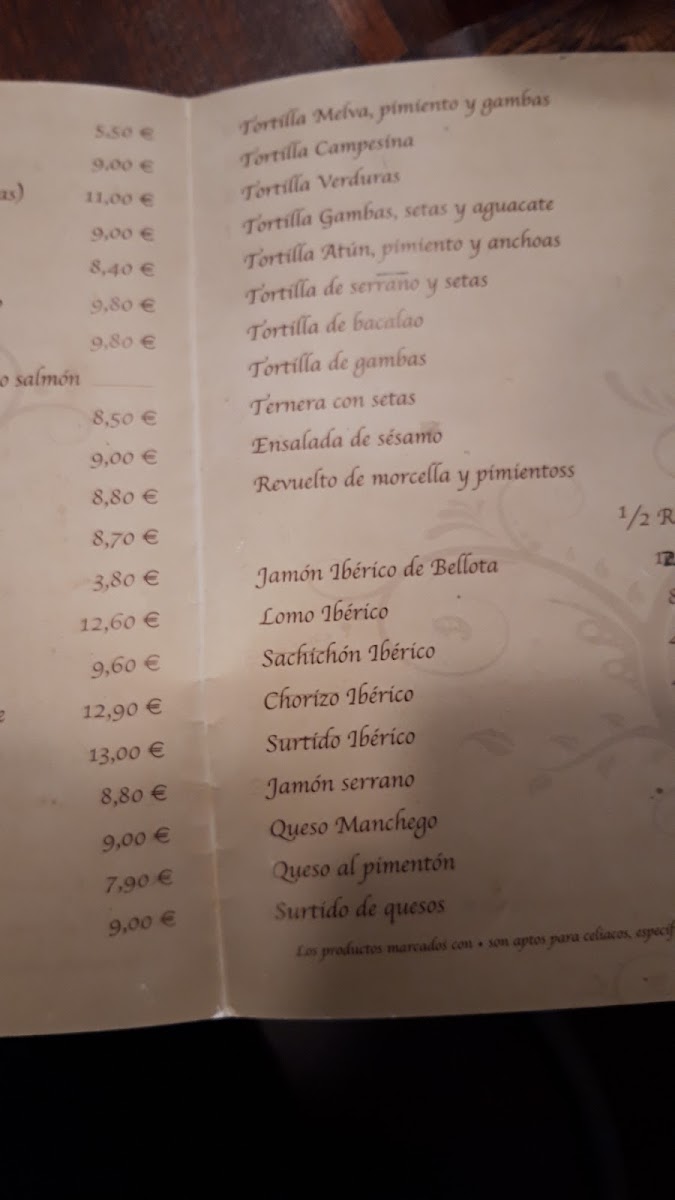 5,50 €
9,00 €
as) 11,00 €
9,00 €
8,40 €
9,80 €
9,80 €
o salmón
8,50 €
9,00 €
8,80 €
8,70 €
3,80 €
12,60 €
9,60 €
12,90 €
13,00 €
8,80 €
9,00 €
7,90 €
9,00 €
Tortilla Melva, pimiento y gambas
Tortilla Campesina
Tortilla Verduras
Tortilla Gambas, setas y aguacate
Tortilla Atún, pimiento y anchoas
Tortilla de serrano y setas
Tortilla de bacalao
Tortilla de gambas
Ternera con setas
Ensalada de sésamo
Revuelto de morcella y pimientoss
1/2 R
Jamón Ibérico de Bellota 12
Lomo Ibérico
Sachichón Ibérico
Chorizo Ibérico
Surtido Ibérico
Jamón serrano
Queso Manchego
Queso al pimentón
Surtido de quesos
Los productos marcados con • son aptos para celiacos, específ